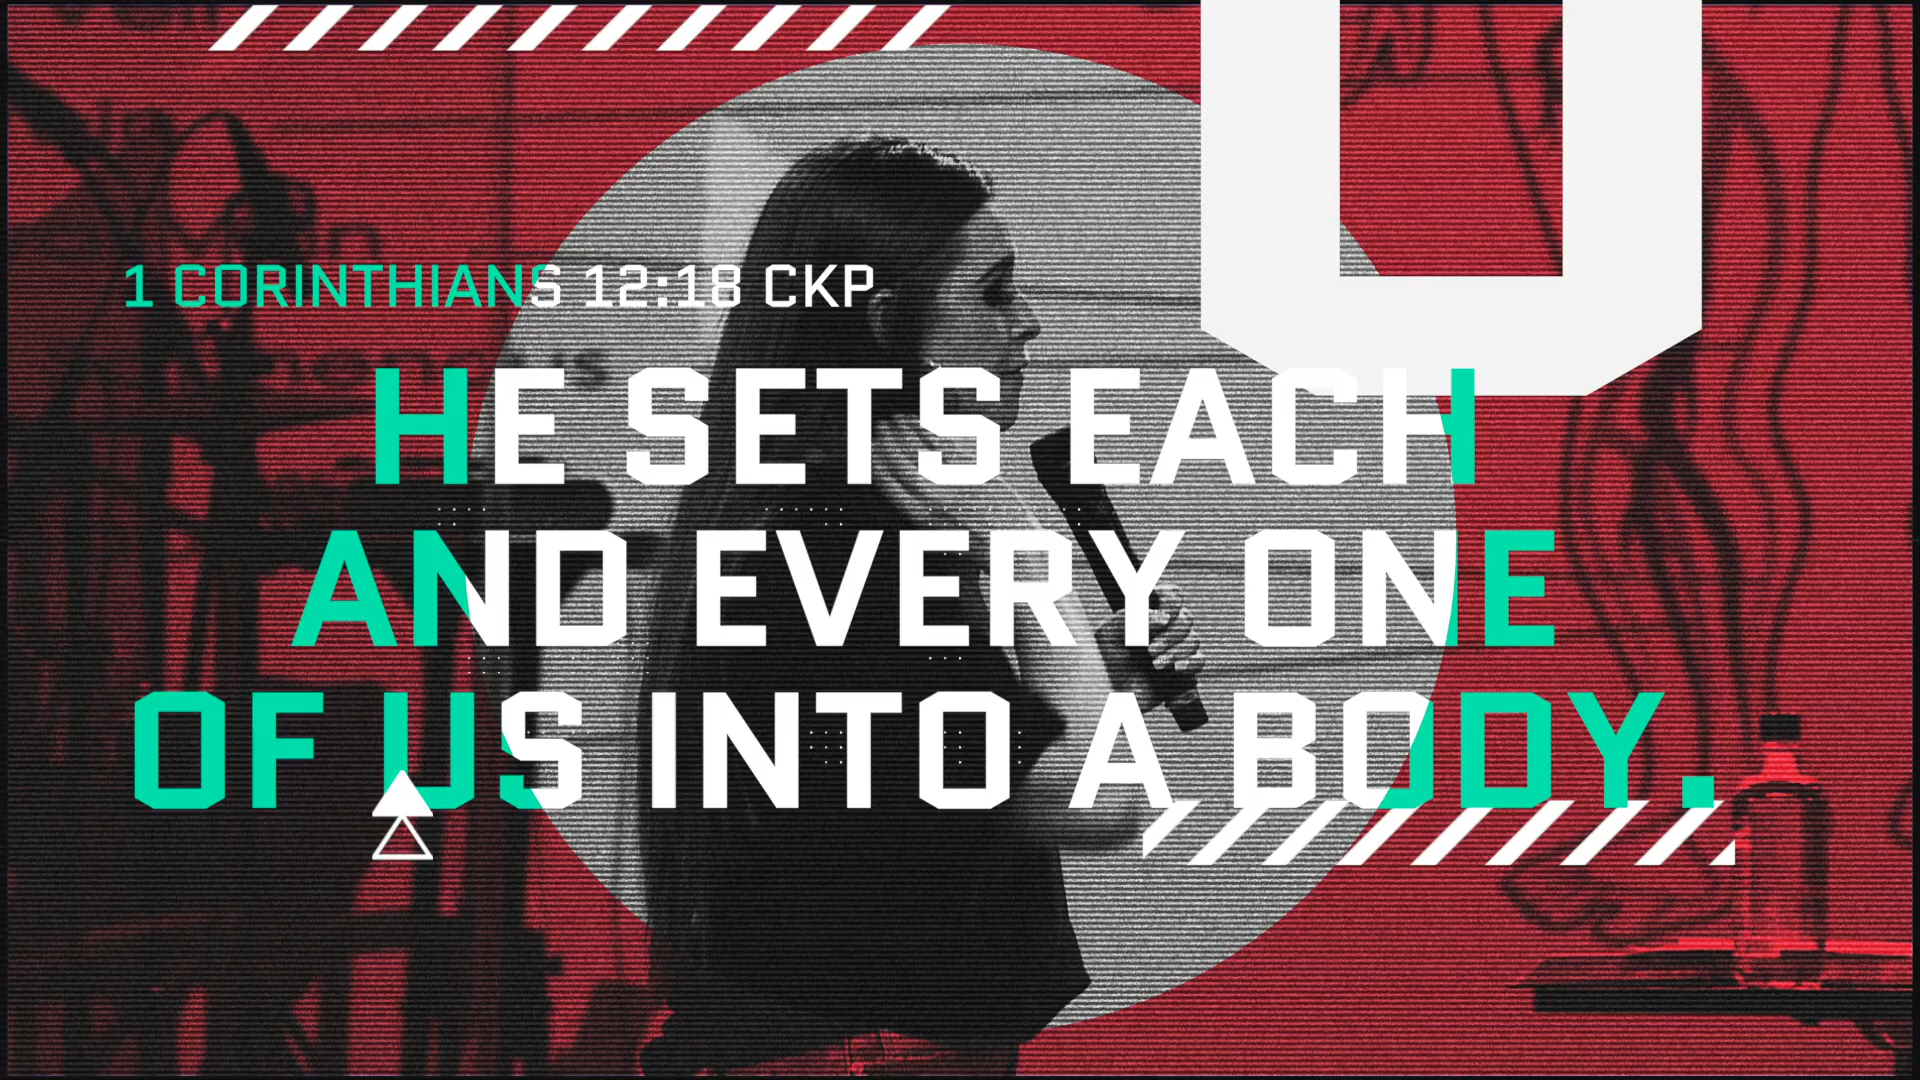 1 CORINTHIANS 12:18 CKP
HE SETS EACH
AND EVERY ONE
OF US INTO A BODY.